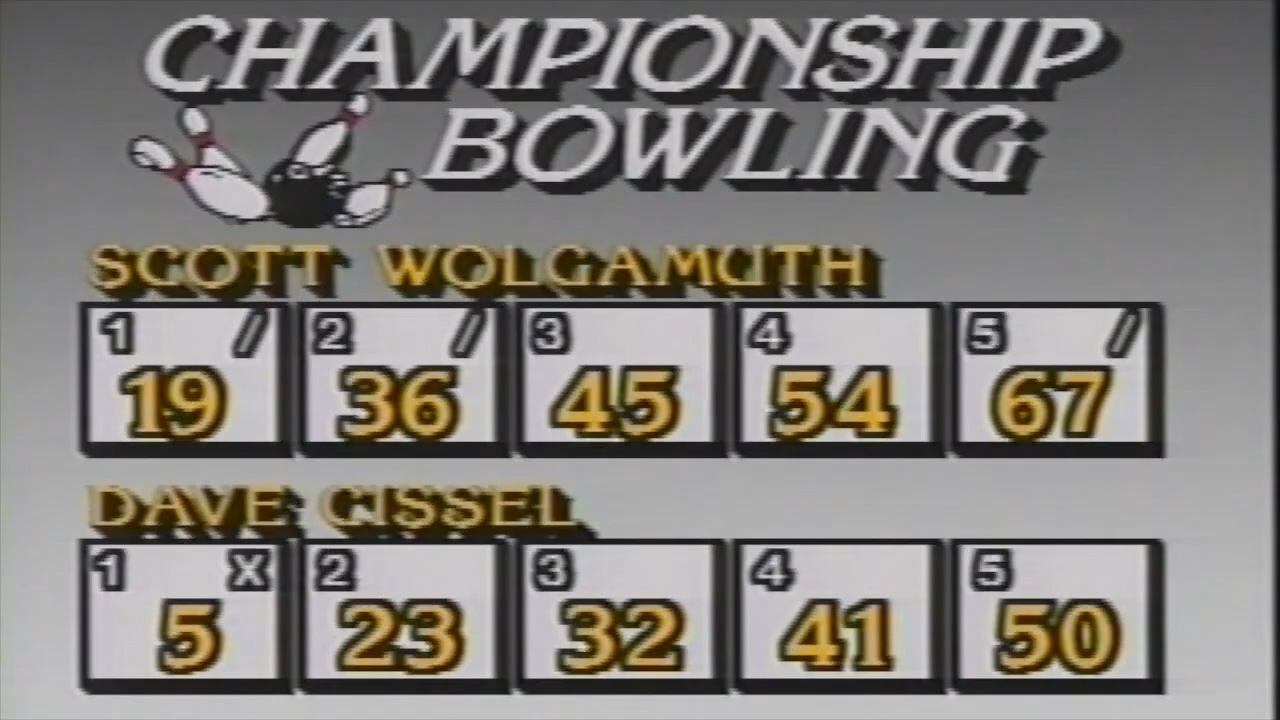 CHAMPIONSHIP
BOWLING
SCOTT WOLGAMUTH
1 / 2 / 3 4 5 /
19 36 45 54 67
DAVE CISSEL
1 X 2 3 4 5
5 23 32 41 50